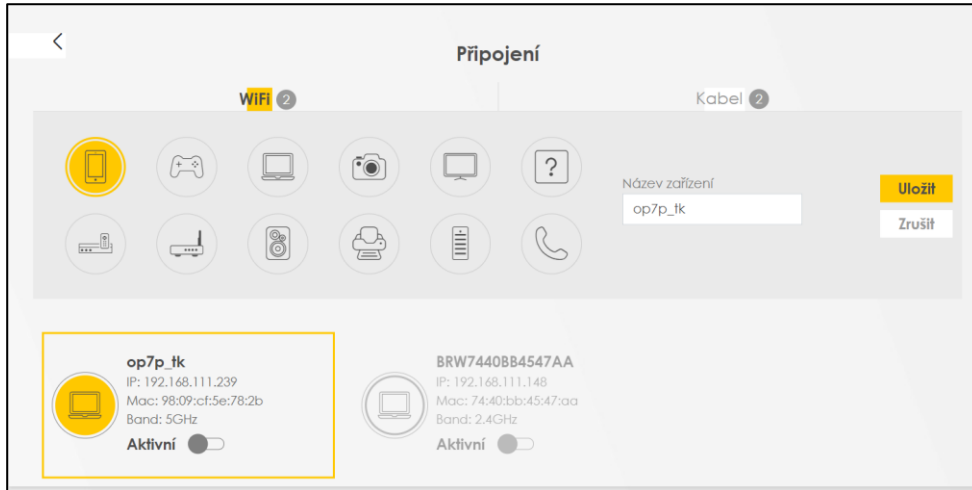 Připojení
WiFi 2
Kabel 2
?
Název zařízení
op7p_tk
Uložit
Zrušit
op7p_tk
IP: 192.168.111.239
Mac: 98:09:cf:5e:78:2b
Band: 5GHz
Aktivní
BRW7440BB4547AA
IP: 192.168.111.148
Mac: 74:40:bb:45:47:aa
Band: 2.4GHz
Aktivní